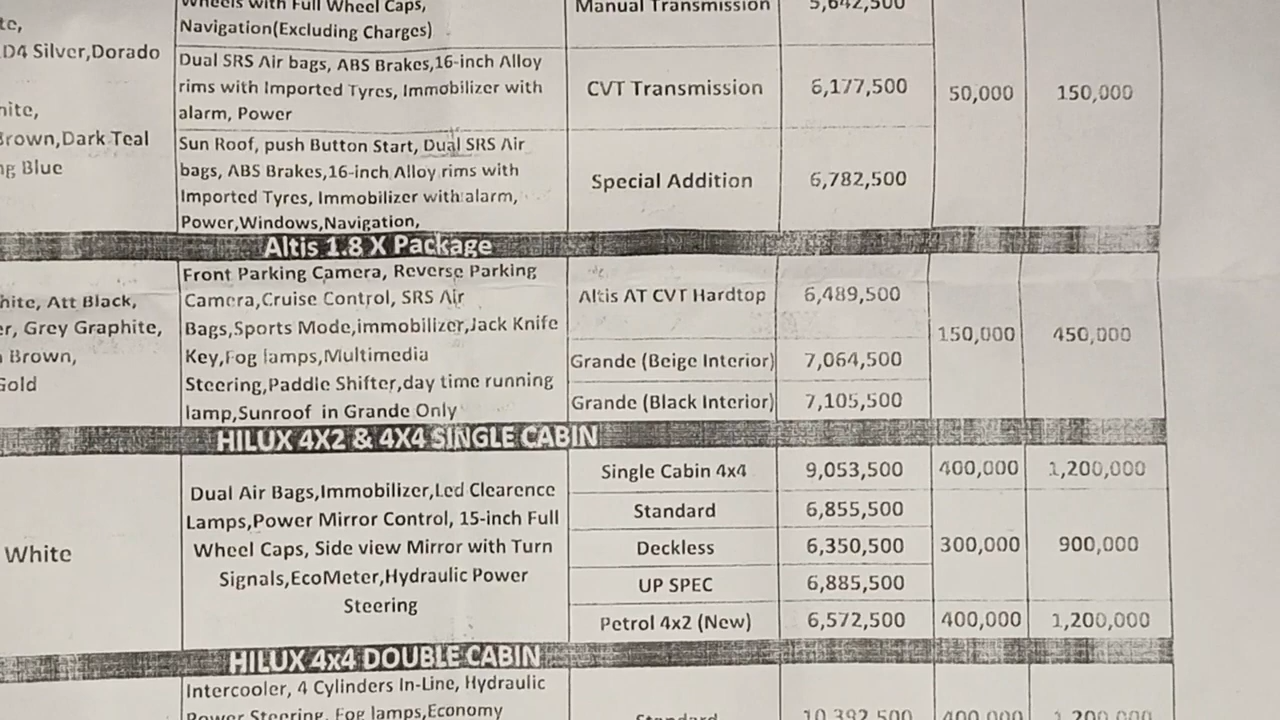 Wheels with Full Wheel Caps,
Navigation(Excluding Charges)
Manual Transmission 5,642,500
D4 Silver,Dorado
Brown,Dark Teal
Blue
Dual SRS Air bags, ABS Brakes,16-inch Alloy
rims with Imported Tyres, Immobilizer with
alarm, Power
CVT Transmission 6,177,500 50,000 150,000
Sun Roof, push Button Start, Dual SRS Air
bags, ABS Brakes,16-inch Alloy rims with
Imported Tyres, Immobilizer with alarm,
Power,Windows,Navigation,
Special Addition 6,782,500
Altis 1.8 X Package
hite, Att Black,
er, Grey Graphite,
Brown,
Gold
Front Parking Camera, Reverse Parking
Camera,Cruise Control, SRS Air
Bags,Sports Mode,immobilizer,Jack Knife
Key,Fog lamps,Multimedia
Steering,Paddle Shifter,day time running
lamp,Sunroof in Grande Only
Altis AT CVT Hardtop 6,489,500 150,000 450,000
Grande (Beige Interior) 7,064,500
Grande (Black Interior) 7,105,500
HILUX 4X2 & 4X4 SINGLE CABIN
White
Dual Air Bags,Immobilizer,Led Clearence
Lamps,Power Mirror Control, 15-inch Full
Wheel Caps, Side view Mirror with Turn
Signals,EcoMeter,Hydraulic Power
Steering
Single Cabin 4x4 9,053,500 400,000 1,200,000
Standard 6,855,500
Deckless 6,350,500 300,000 900,000
UP SPEC 6,885,500
Petrol 4x2 (New) 6,572,500 400,000 1,200,000
HILUX 4x4 DOUBLE CABIN
Intercooler, 4 Cylinders In-Line, Hydraulic
Power Steering, Fog lamps,Economy
Standard 10,392,500 400,000 1,200,000